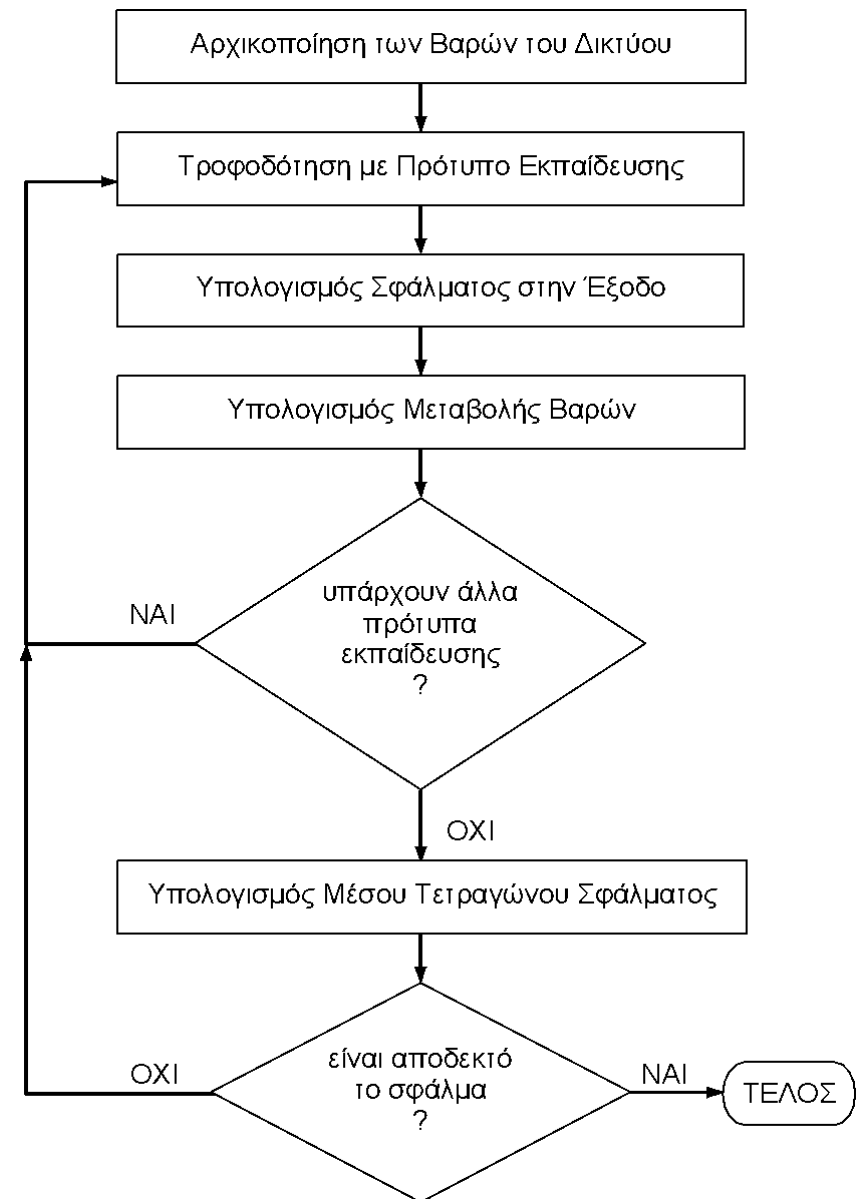 Αρχικοποίηση των Βαρών του Δικτύου
Τροφοδότηση με Πρότυπο Εκπαίδευσης
Υπολογισμός Σφάλματος στην Έξοδο
Υπολογισμός Μεταβολής Βαρών
ΝΑΙ
υπάρχουν άλλα
πρότυπα
εκπαίδευσης
?
ΟΧΙ
Υπολογισμός Μέσου Τετραγώνου Σφάλματος
ΟΧΙ
είναι αποδεκτό
το σφάλμα
?
ΝΑΙ
ΤΕΛΟΣ